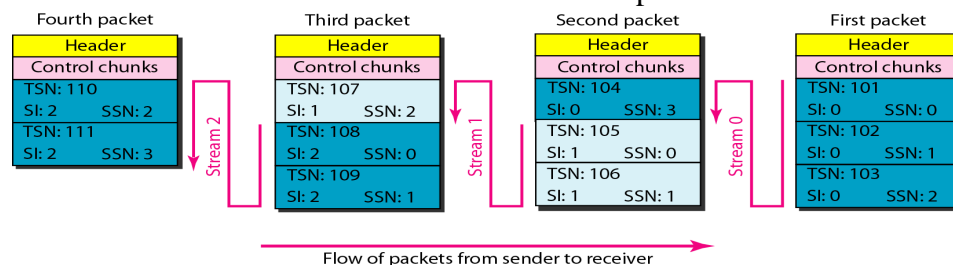 Fourth packet
Header
Control chunks
TSN: 110
SI: 2 SSN: 2
TSN: 111
SI: 2 SSN: 3
Stream 2
Third packet
Header
Control chunks
TSN: 107
SI: 1 SSN: 2
TSN: 108
SI: 2 SSN: 0
TSN: 109
SI: 2 SSN: 1
Stream 1
Second packet
Header
Control chunks
TSN: 104
SI: 0 SSN: 3
TSN: 105
SI: 1 SSN: 0
TSN: 106
SI: 1 SSN: 1
Stream 0
First packet
Header
Control chunks
TSN: 101
SI: 0 SSN: 0
TSN: 102
SI: 0 SSN: 1
TSN: 103
SI: 0 SSN: 2
Flow of packets from sender to receiver